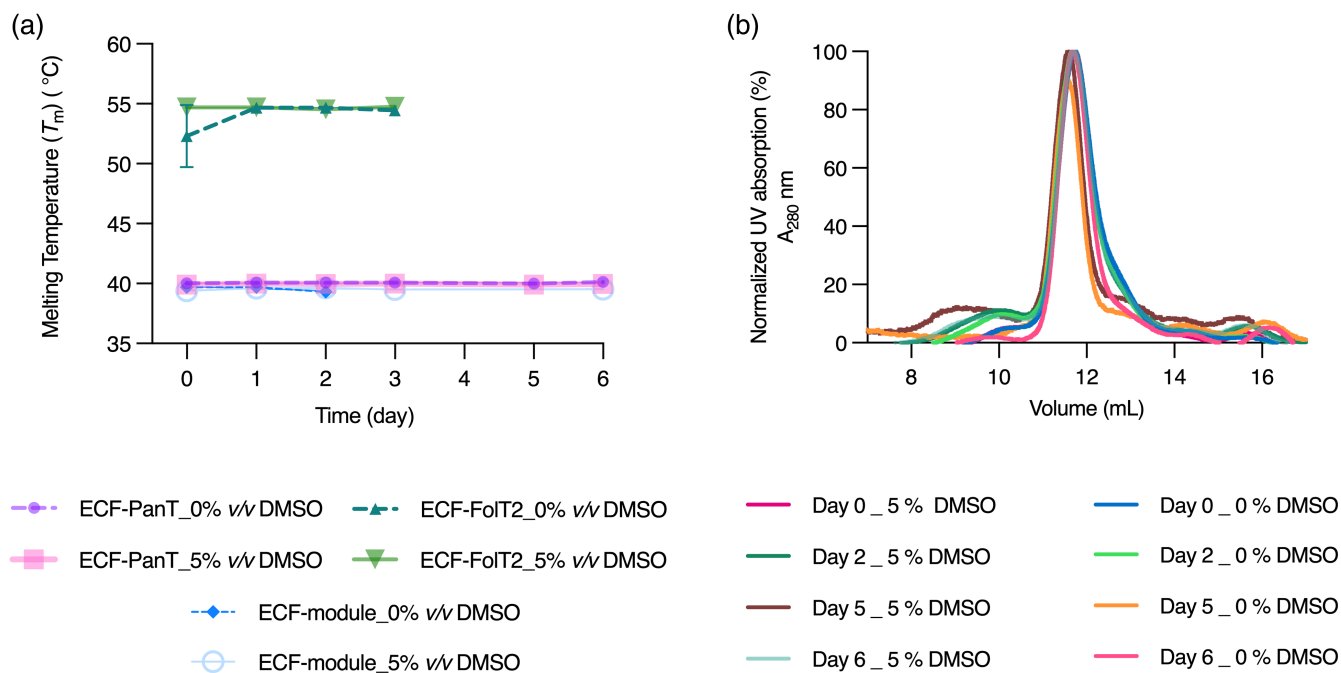 (a)
60
55
50
45
40
35
Melting Temperature (Tm) ( °C)
0 1 2 3 4 5 6
Time (day)
ECF-PanT_0% v/v DMSO
ECF-FolT2_0% v/v DMSO
ECF-PanT_5% v/v DMSO
ECF-FolT2_5% v/v DMSO
ECF-module_0% v/v DMSO
ECF-module_5% v/v DMSO
(b)
100
80
60
40
20
0
Normalized UV absorption (%)
A280 nm
8 10 12 14 16
Volume (mL)
Day 0 _ 5 % DMSO
Day 0 _ 0 % DMSO
Day 2 _ 5% DMSO
Day 2 _ 0 % DMSO
Day 5 _ 5% DMSO
Day 5 _ 0 % DMSO
Day 6 _ 5% DMSO
Day 6 _ 0 % DMSO